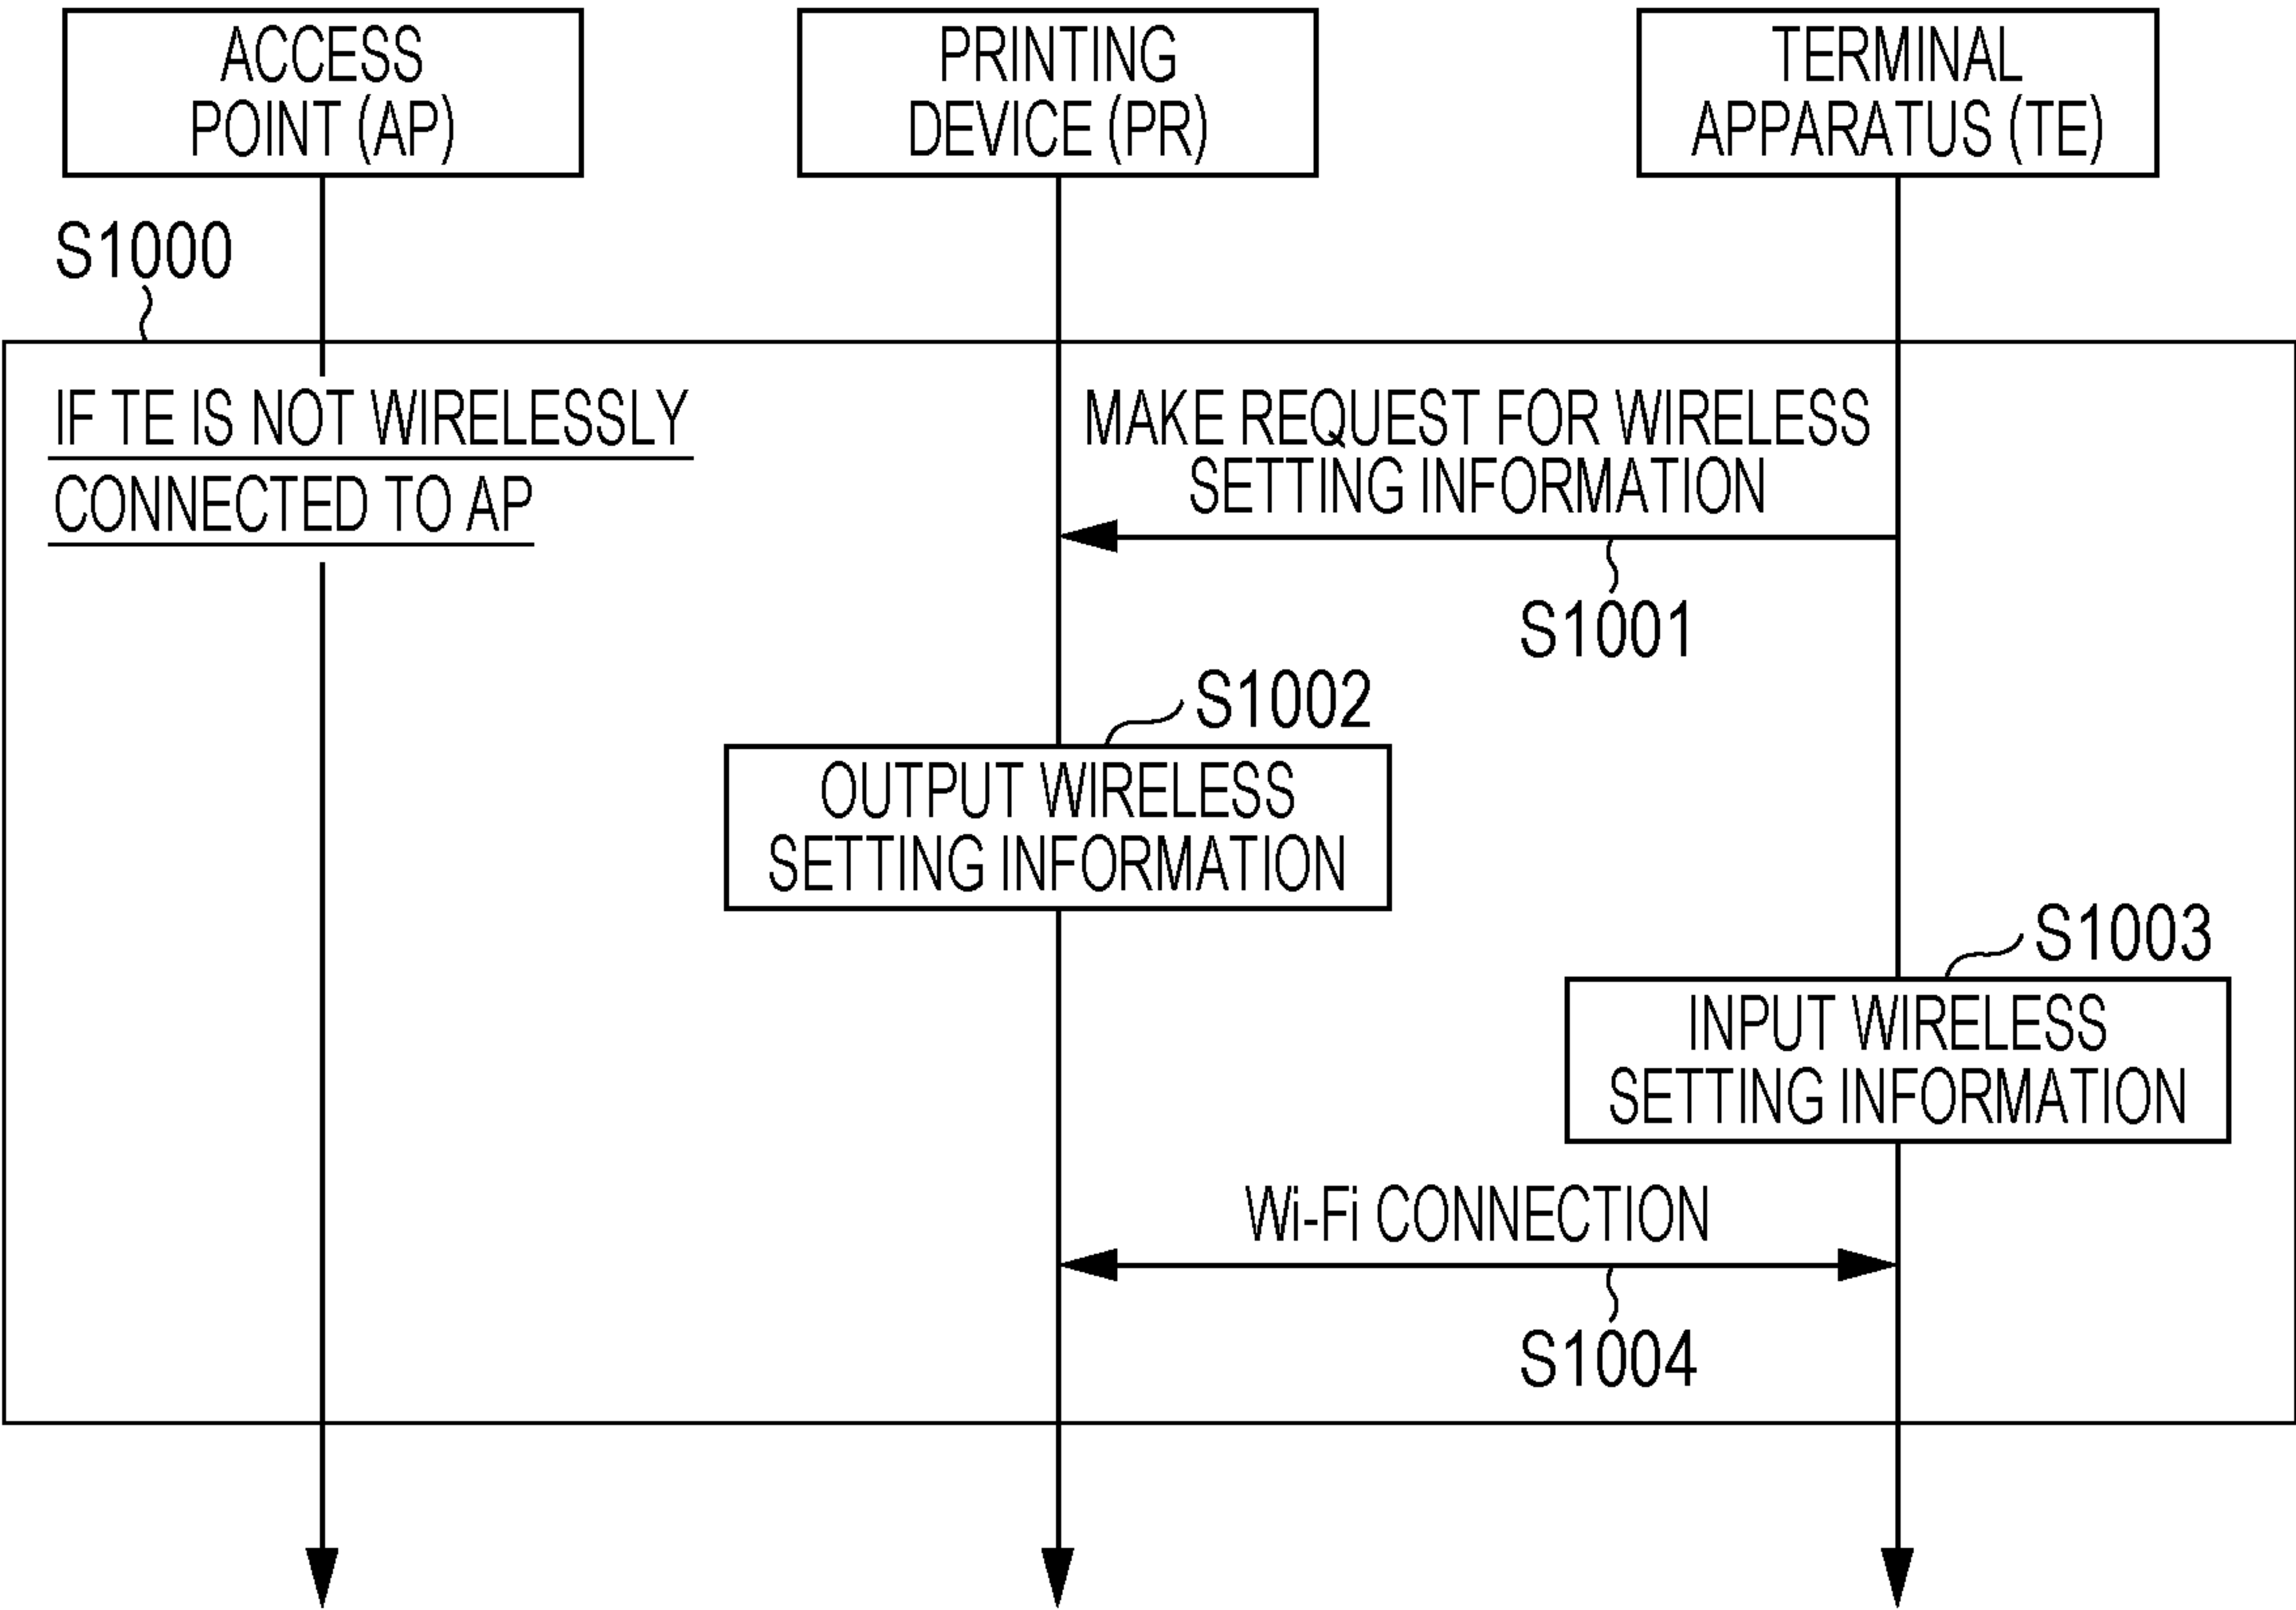 ACCESS
POINT (AP)
PRINTING
DEVICE (PR)
TERMINAL
APPARATUS (TE)
S1000
IF TE IS NOT WIRELESSLY
CONNECTED TO AP
MAKE REQUEST FOR WIRELESS
SETTING INFORMATION
S1001
S1002
OUTPUT WIRELESS
SETTING INFORMATION
S1003
INPUT WIRELESS
SETTING INFORMATION
Wi-Fi CONNECTION
S1004